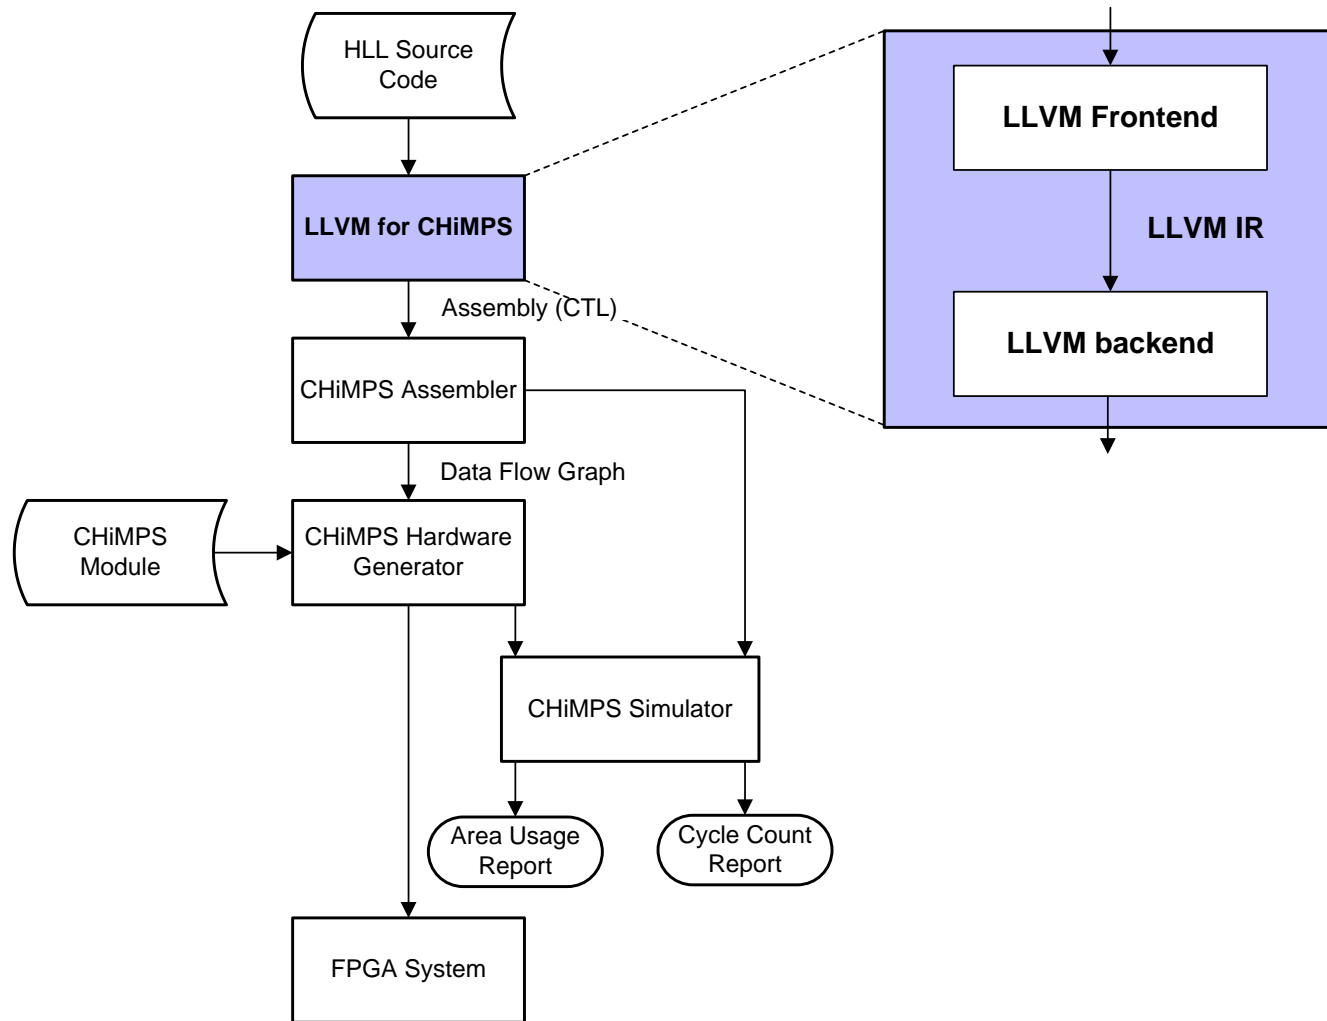 HLL Source
Code
LLVM for CHiMPS
Assembly (CTL)
CHiMPS Assembler
Data Flow Graph
CHiMPS
Module
CHiMPS Hardware
Generator
CHiMPS Simulator
Area Usage
Report
Cycle Count
Report
FPGA System
LLVM Frontend
LLVM IR
LLVM backend